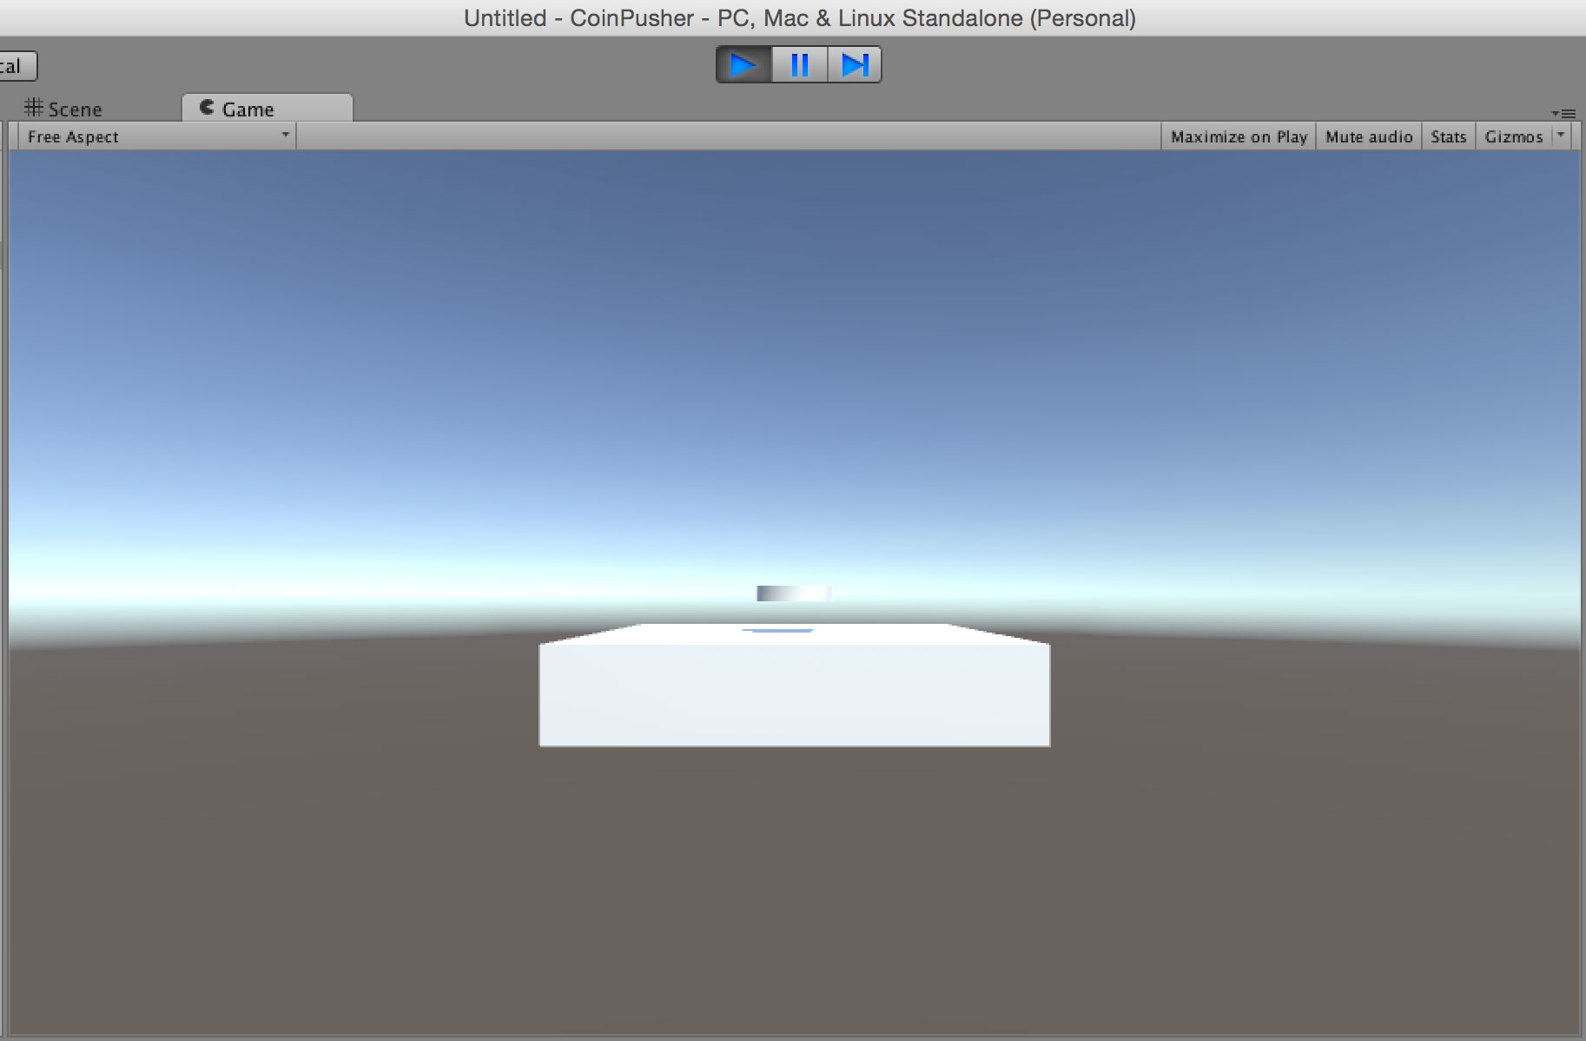 Untitled - CoinPusher - PC, Mac & Linux Standalone (Personal)
cal
Scene
Game
Free Aspect
Maximize on Play
Mute audio
Stats
Gizmos